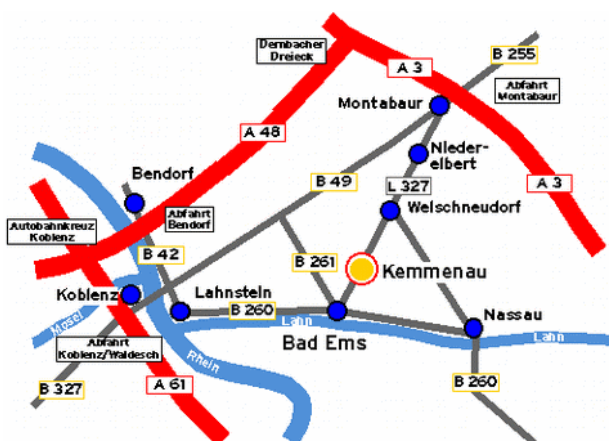 Dernbacher
Dreieck
B 255
A 3
Abfahrt
Montabaur
Montabaur
A 48
Nieder-
elbert
Bendorf
B 49
L 327
A 3
Welschneudorf
Autobahnkreuz
Koblenz
Abfahrt
Bendorf
B 42
B 261
Kemmenau
Koblenz
Lahnstein
B 260
Mosel
Lahn
Nassau
Lahn
Abfahrt
Koblenz/Waldesch
Bad Ems
Rhein
B 327
A 61
B 260